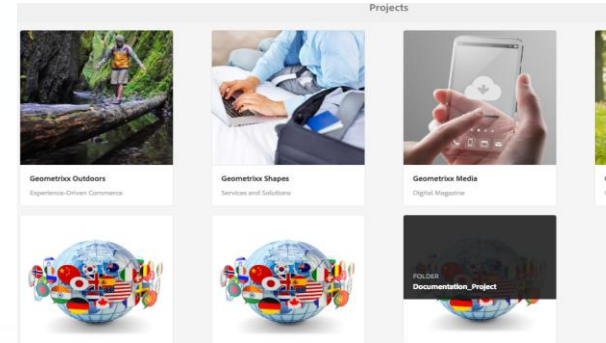 Projects
Geometrixx Outdoors
Experience-Driven Commerce
Geometrixx Shapes
Services and Solutions
Geometrixx Media
Digital Magazine
FOLDER
Documentation_Project